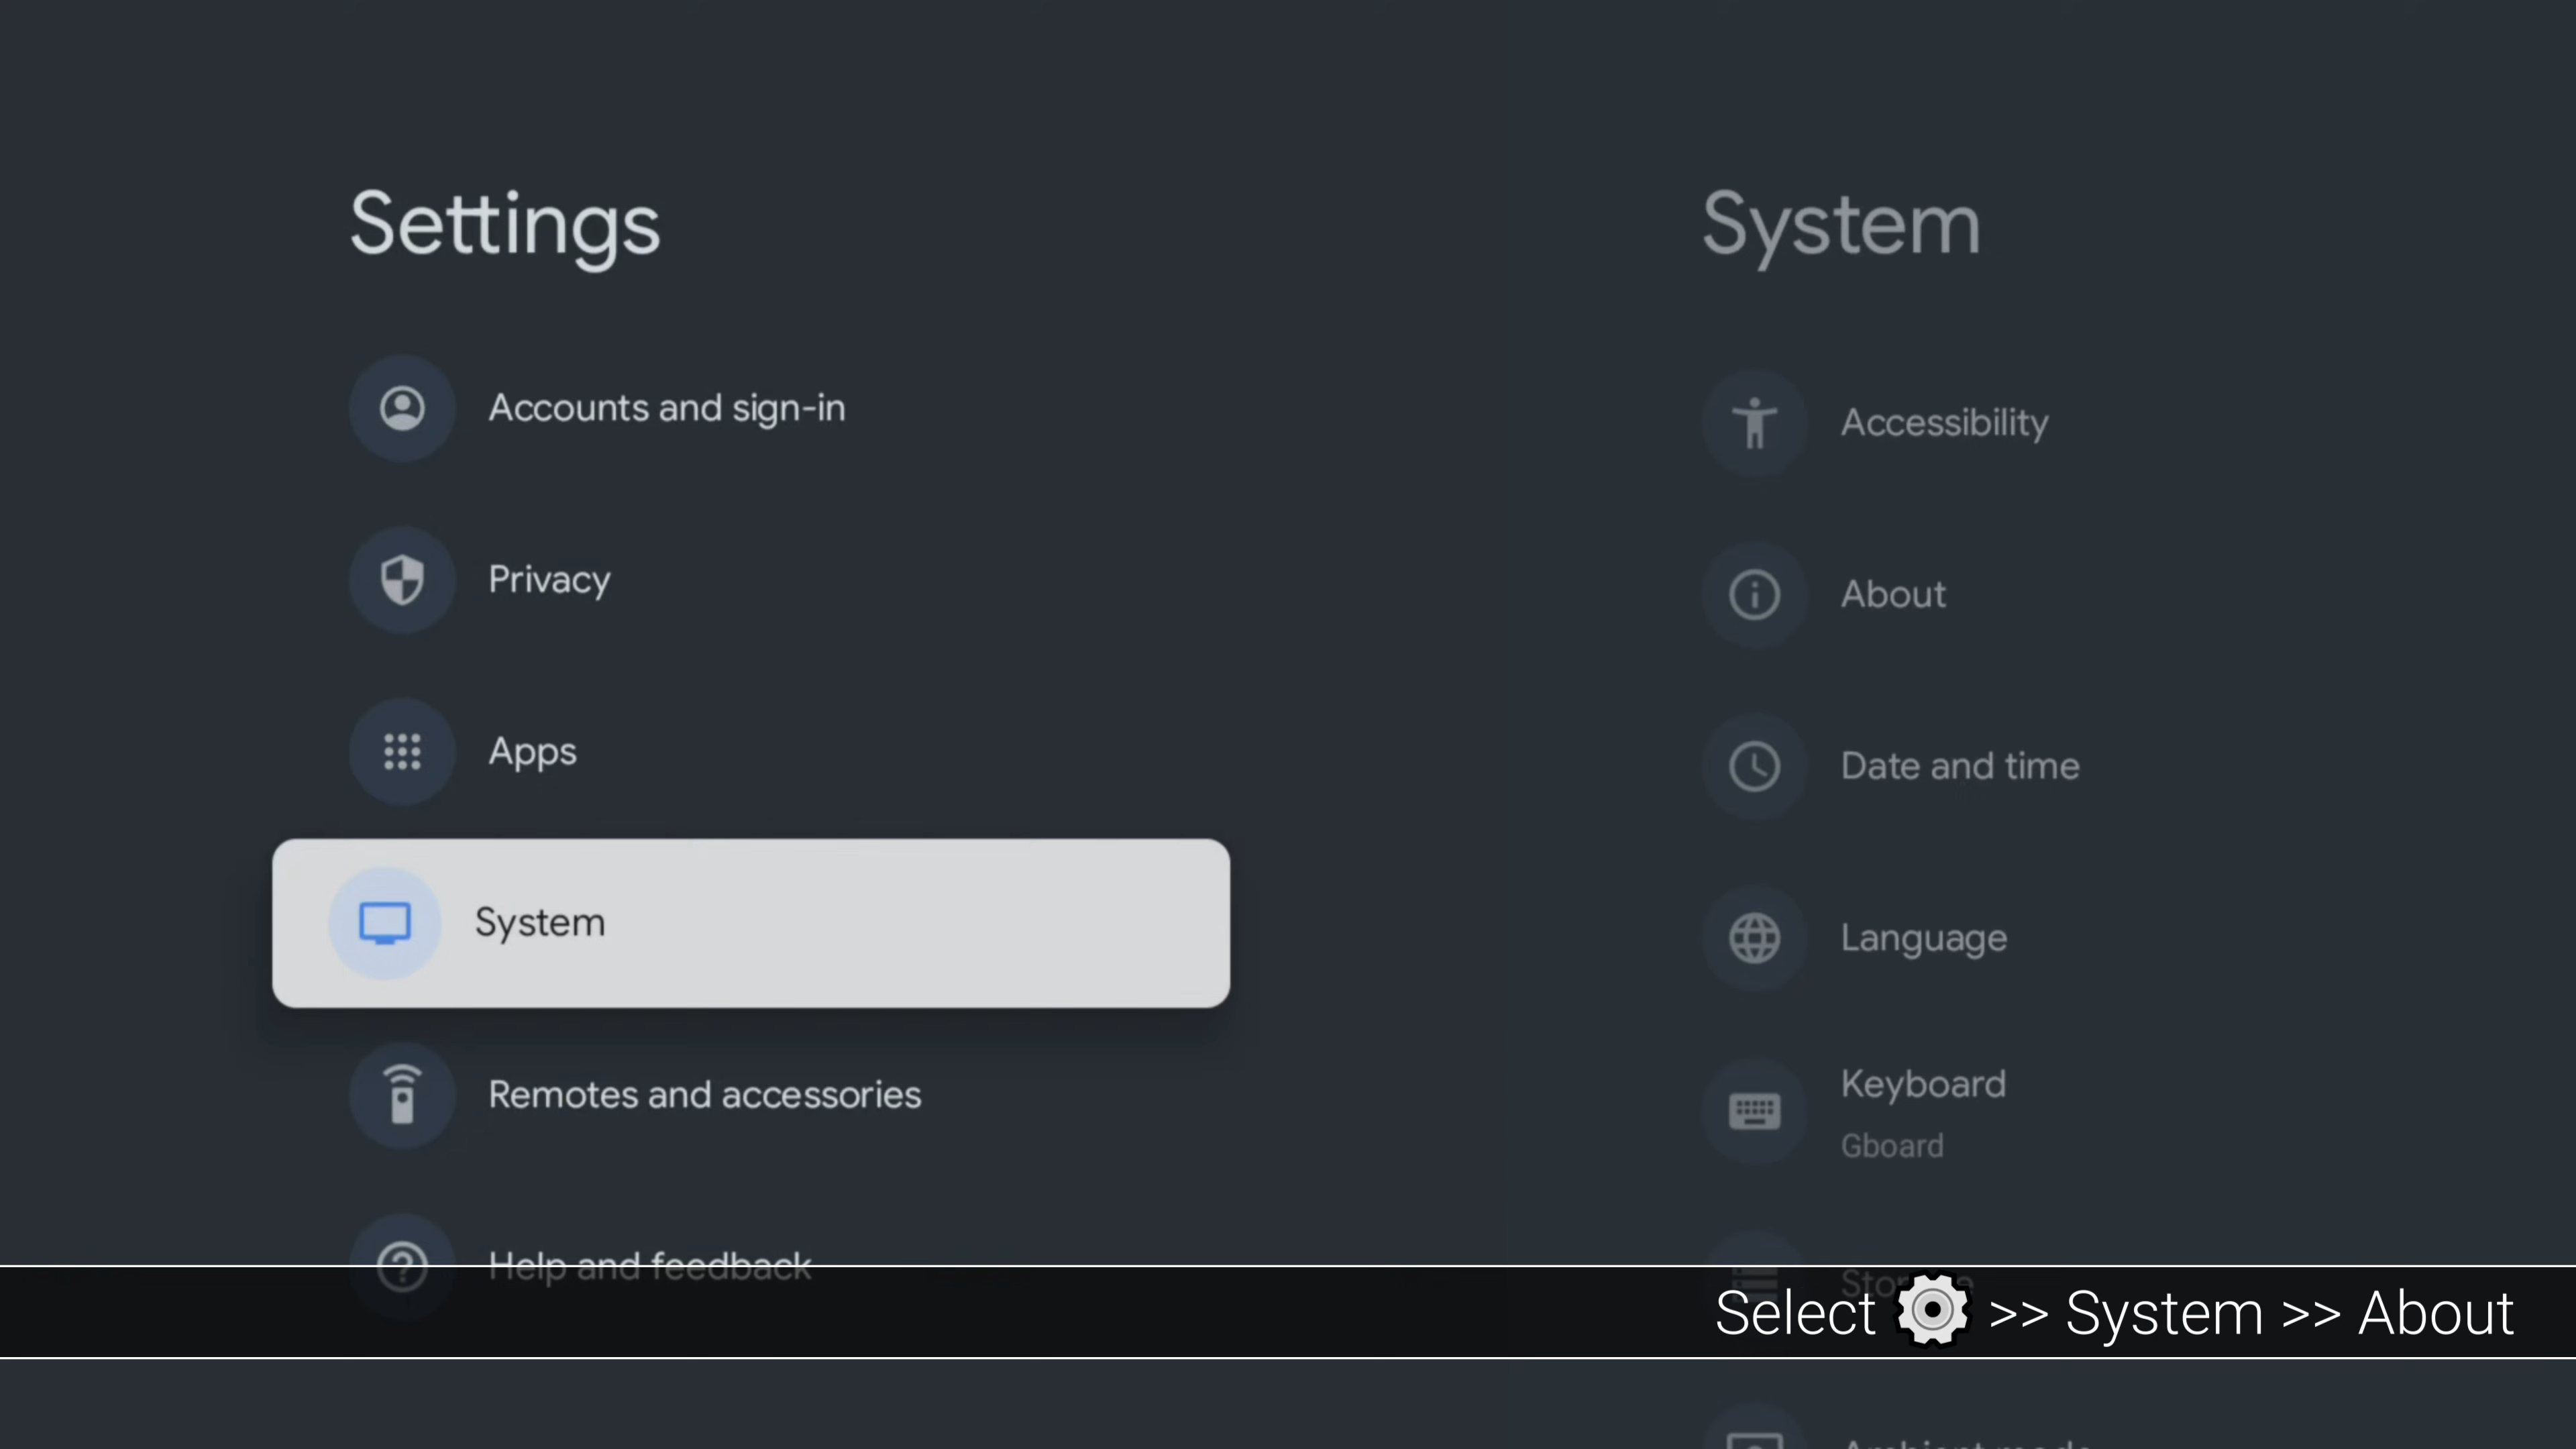 Settings
Accounts and sign-in
Privacy
Apps
System
Remotes and accessories
Help and feedback
System
Accessibility
About
Date and time
Language
Keyboard
Gboard
Select >> System >> About